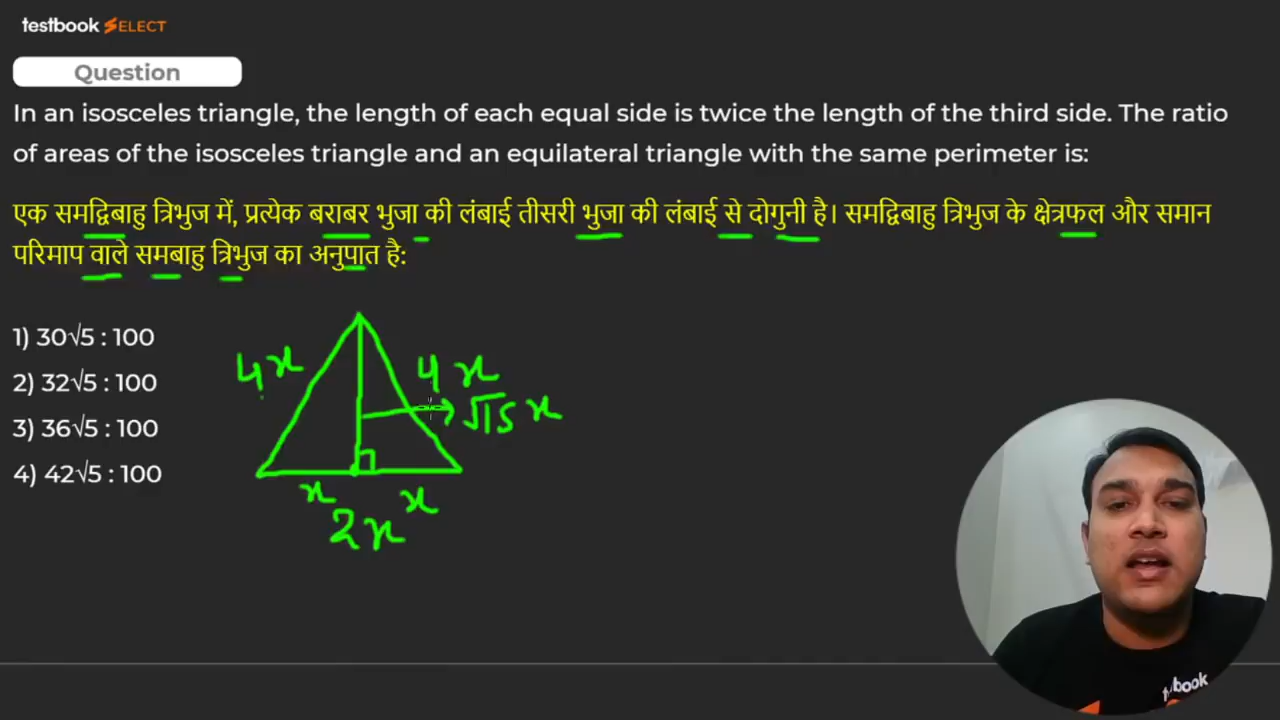 testbook SELECT
Question
In an isosceles triangle, the length of each equal side is twice the length of the third side. The ratio
of areas of the isosceles triangle and an equilateral triangle with the same perimeter is:
एक समद्विबाहु त्रिभुज में, प्रत्येक बराबर भुजा की लंबाई तीसरी भुजा की लंबाई से दोगुनी है। समद्विबाहु त्रिभुज के क्षेत्रफल और समान
परिमाप वाले समबाहु त्रिभुज का अनुपात है:
1) 30√5 : 100
2) 32√5 : 100
3) 36√5 : 100
4) 42√5 : 100
4x
4x
√15 x
x
x
2x
book